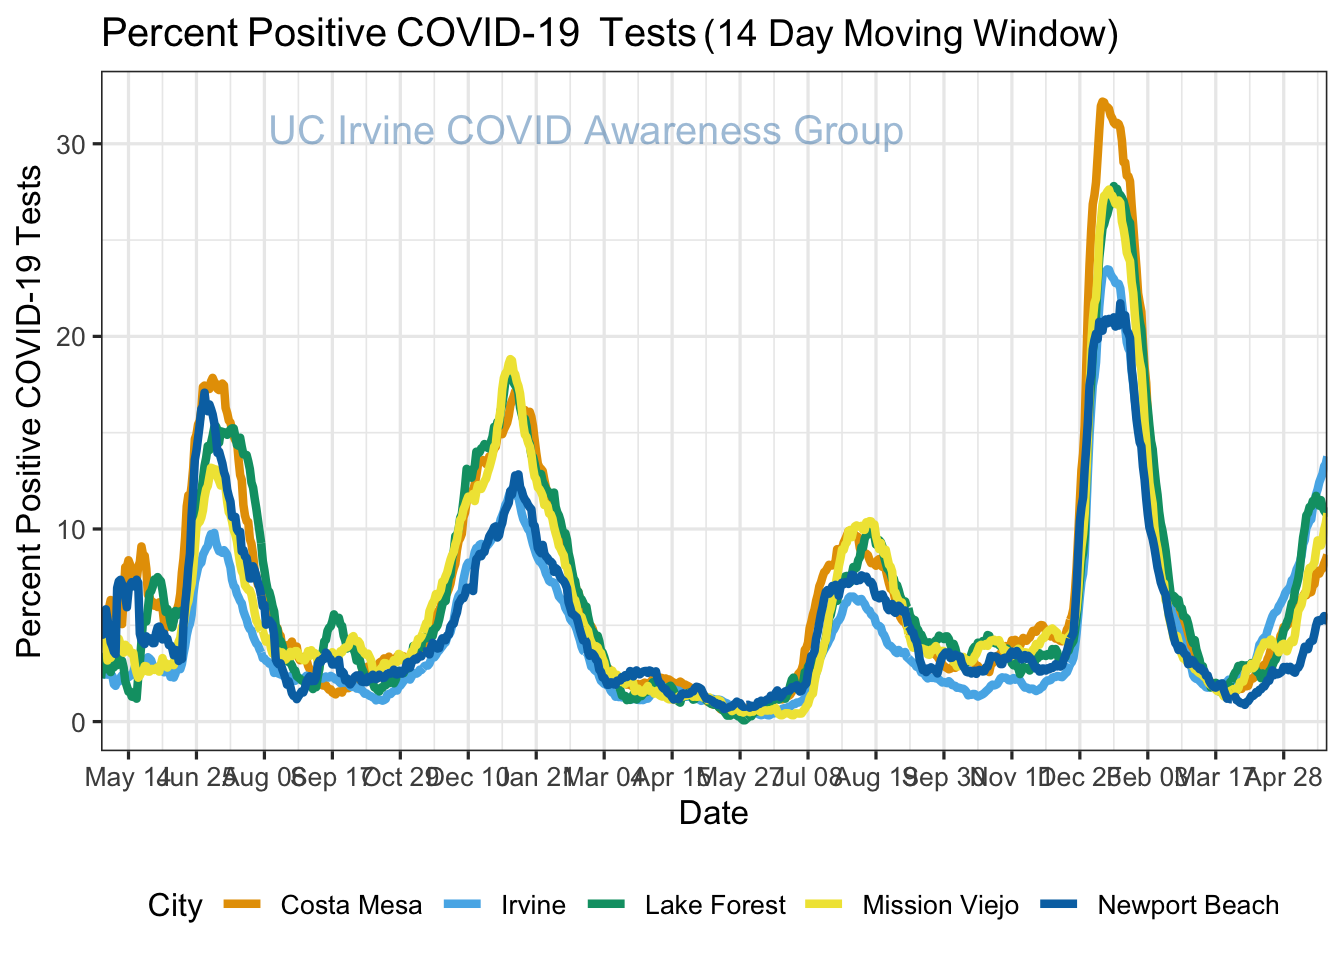 Percent Positive COVID-19 Tests (14 Day Moving Window)
UC Irvine COVID Awareness Group
Percent Positive COVID-19 Tests
30
20
10
0
May 14 Jun 25 Aug 06 Sep 17 Oct 29 Dec 10 Jan 21 Mar 04 Apr 15 May 27 Jul 08 Aug 19 Sep 30 Nov 11 Dec 23 Feb 03 Mar 17 Apr 28
Date
City Costa Mesa Irvine Lake Forest Mission Viejo Newport Beach